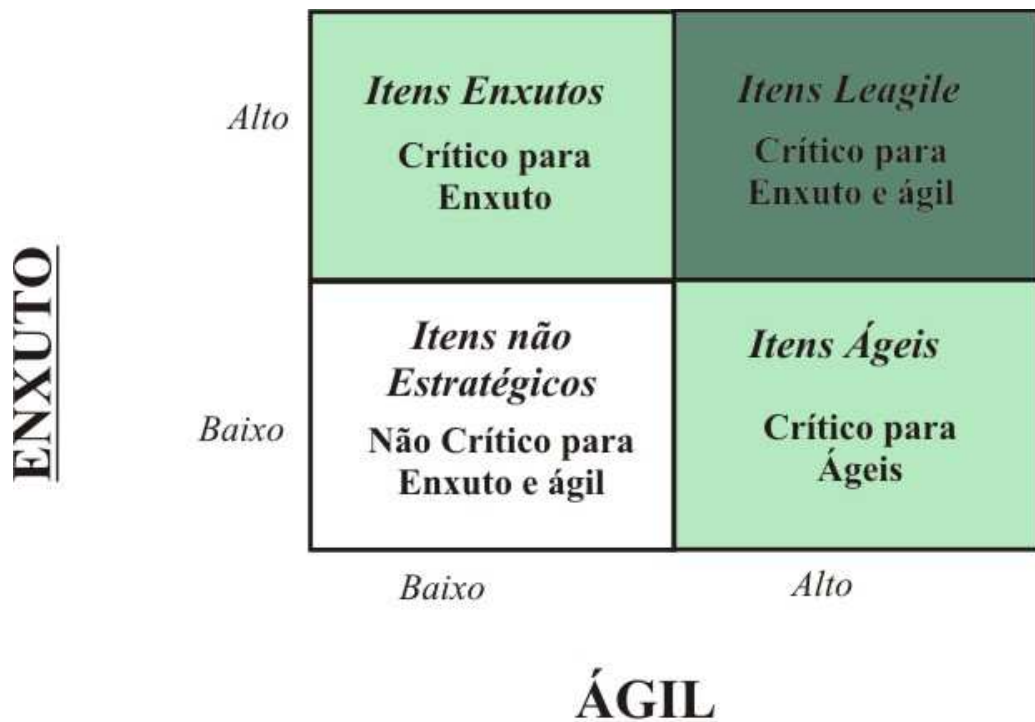 Itens Enxutos
Crítico para
Enxuto
Itens Leagile
Crítico para
Enxuto e ágil
Alto
ENXUTO
Itens não
Estratégicos
Não Crítico para
Enxuto e ágil
Itens Ágeis
Crítico para
Ágeis
Baixo
Baixo
Alto
ÁGIL